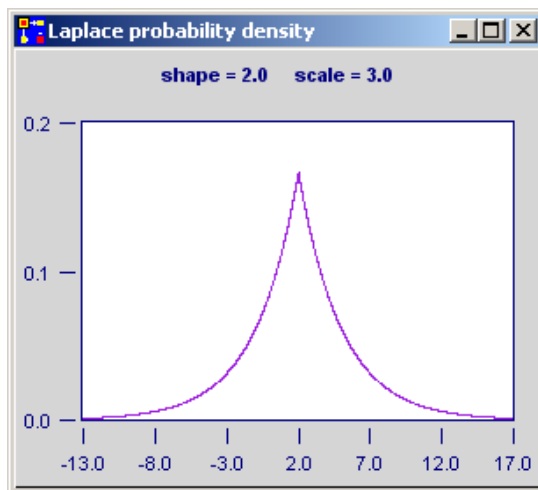 Laplace probability density
shape = 2.0 scale = 3.0
0.2
0.1
0.0
-13.0 -8.0 -3.0 2.0 7.0 12.0 17.0